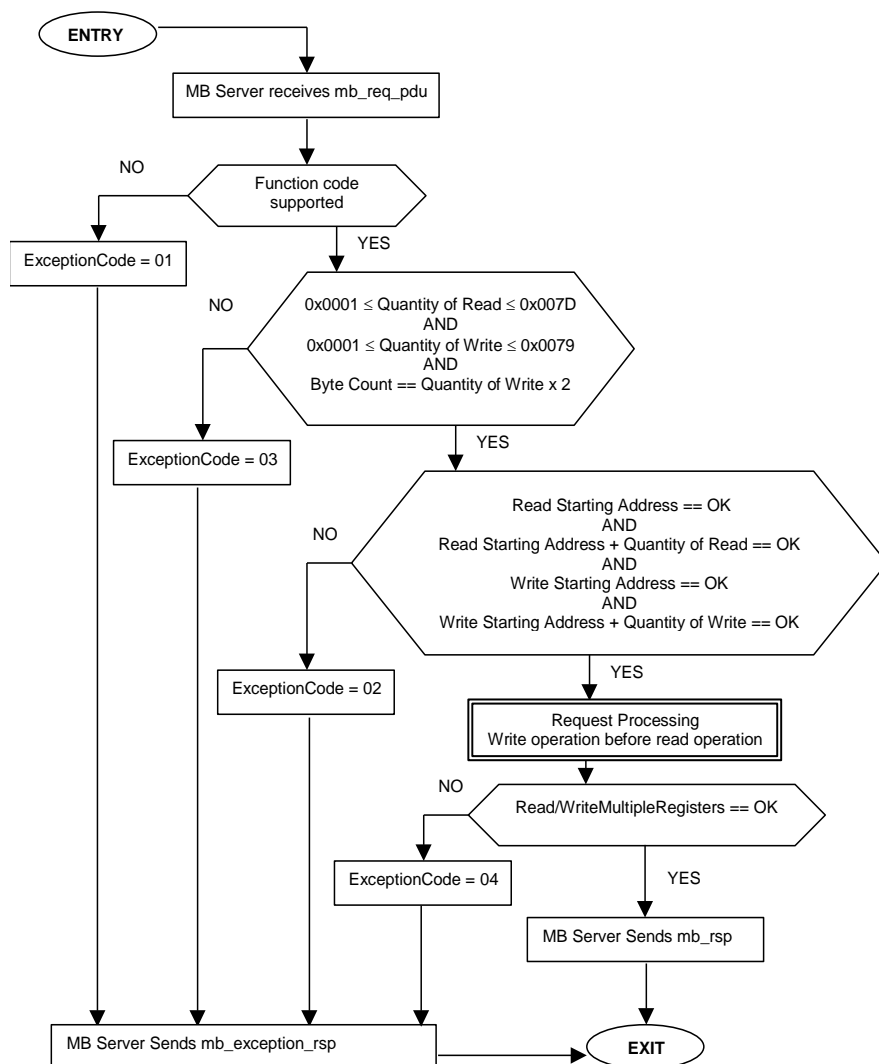 ENTRY
MB Server receives mb_req_pdu
NO
Function code
supported
YES
ExceptionCode = 01
NO
0x0001 ≤ Quantity of Read ≤ 0x007D
AND
0x0001 ≤ Quantity of Write ≤ 0x0079
AND
Byte Count == Quantity of Write x 2
YES
ExceptionCode = 03
NO
Read Starting Address == OK
AND
Read Starting Address + Quantity of Read == OK
AND
Write Starting Address == OK
AND
Write Starting Address + Quantity of Write == OK
YES
ExceptionCode = 02
Request Processing
Write operation before read operation
NO
Read/WriteMultipleRegisters == OK
ExceptionCode = 04
YES
MB Server Sends mb_rsp
MB Server Sends mb_exception_rsp
EXIT